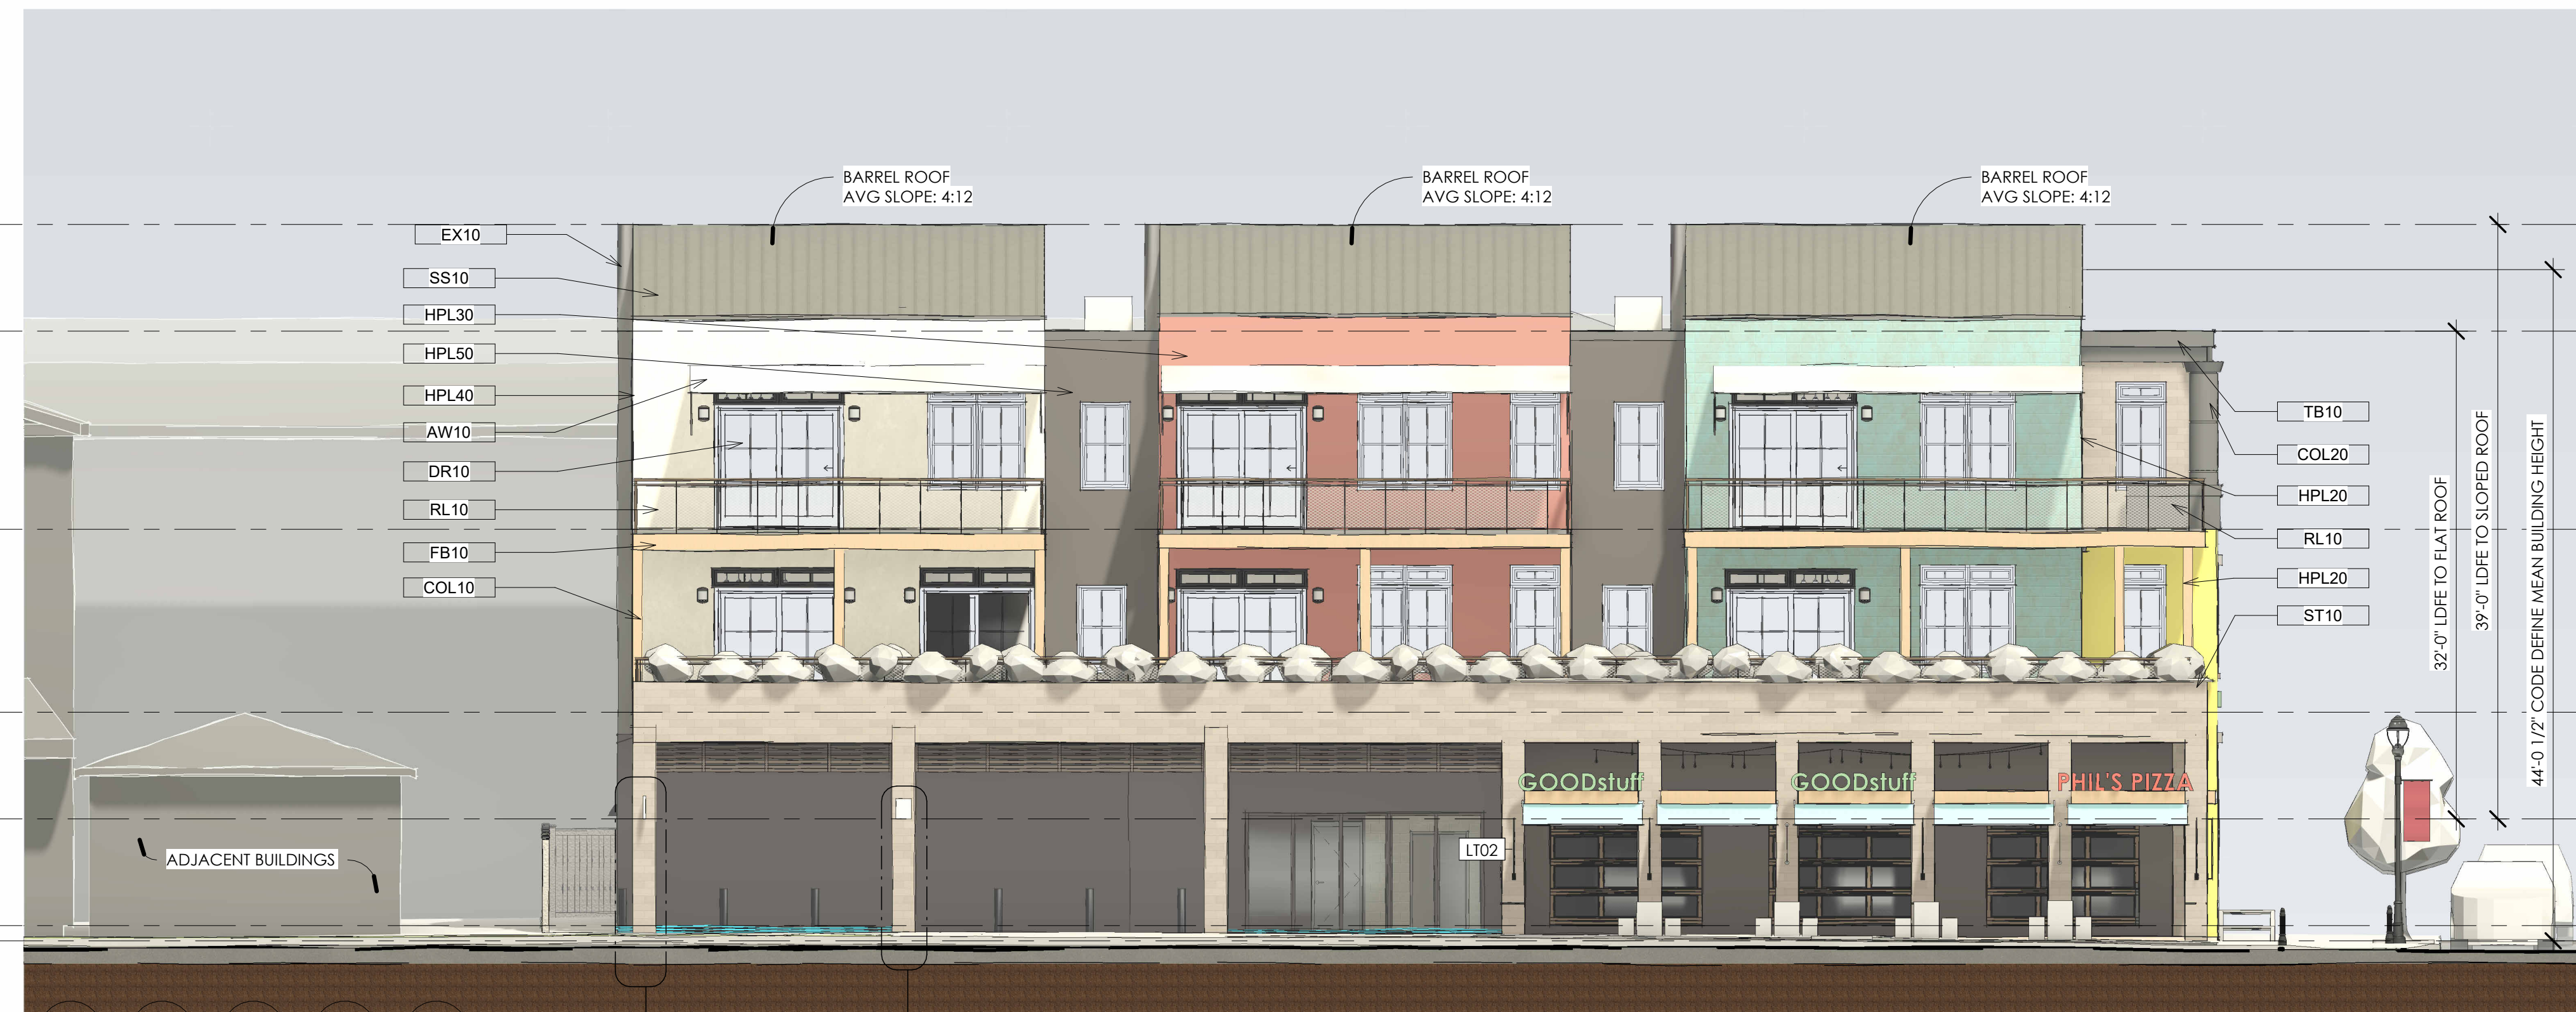 BARREL ROOF
AVG SLOPE: 4:12
BARREL ROOF
AVG SLOPE: 4:12
BARREL ROOF
AVG SLOPE: 4:12
EX10
SS10
HPL30
HPL50
HPL40
AW10
DR10
RL10
FB10
COL10
TB10
COL20
HPL20
RL10
HPL20
ST10
32'-0" LDFE TO FLAT ROOF
39'-0" LDFE TO SLOPED ROOF
44'-0 1/2" CODE DEFINE MEAN BUILDING HEIGHT
GOODstuff
GOODstuff
PHIL'S PIZZA
LT02
ADJACENT BUILDINGS